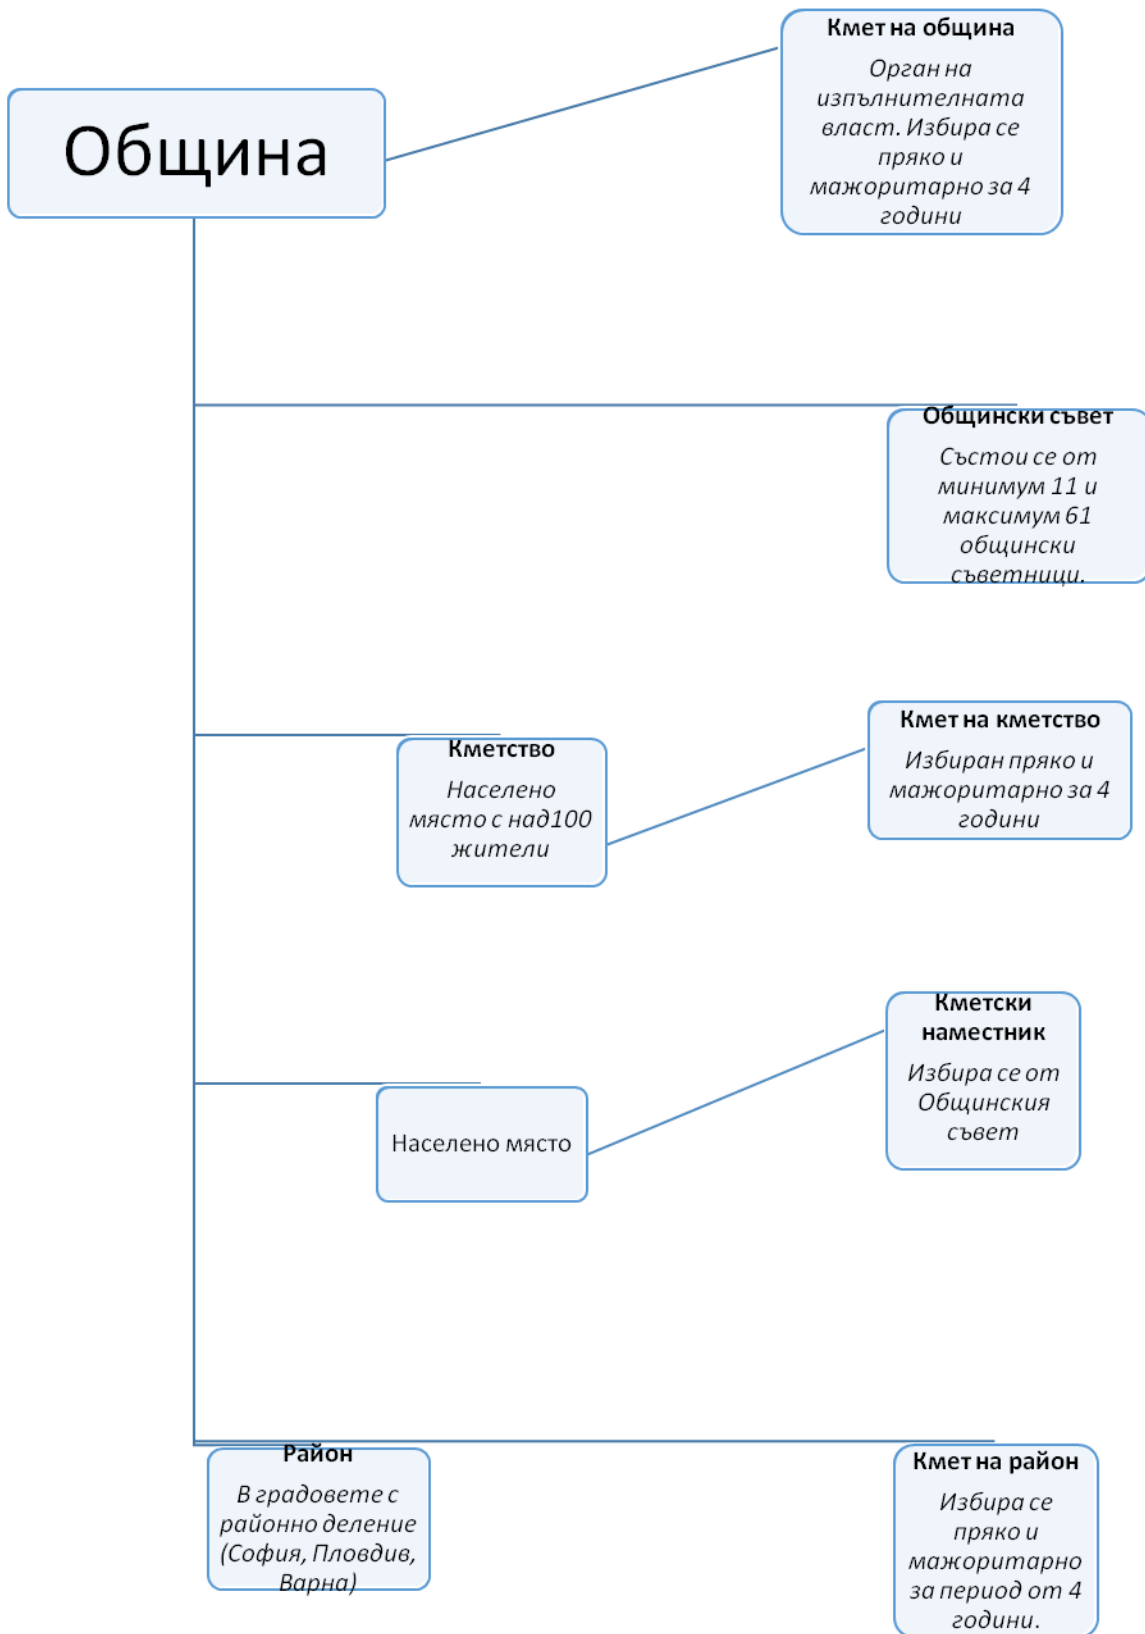 Кмет на община
Орган на
изпълнителната
власт. Избира се
пряко и
мажоритарно за 4
години
Община
Общински съвет
Състои се от
минимум 11 и
максимум 61
общински
съветници.
Кметство
Населено
място с над100
жители
Кмет на кметство
Избиран пряко и
мажоритарно за 4
години
Населено място
Кметски
наместник
Избира се от
Общинския
съвет
Район
В градовете с
районно деление
(София, Пловдив,
Варна)
Кмет на район
Избира се
пряко и
мажоритарно
за период от 4
години.